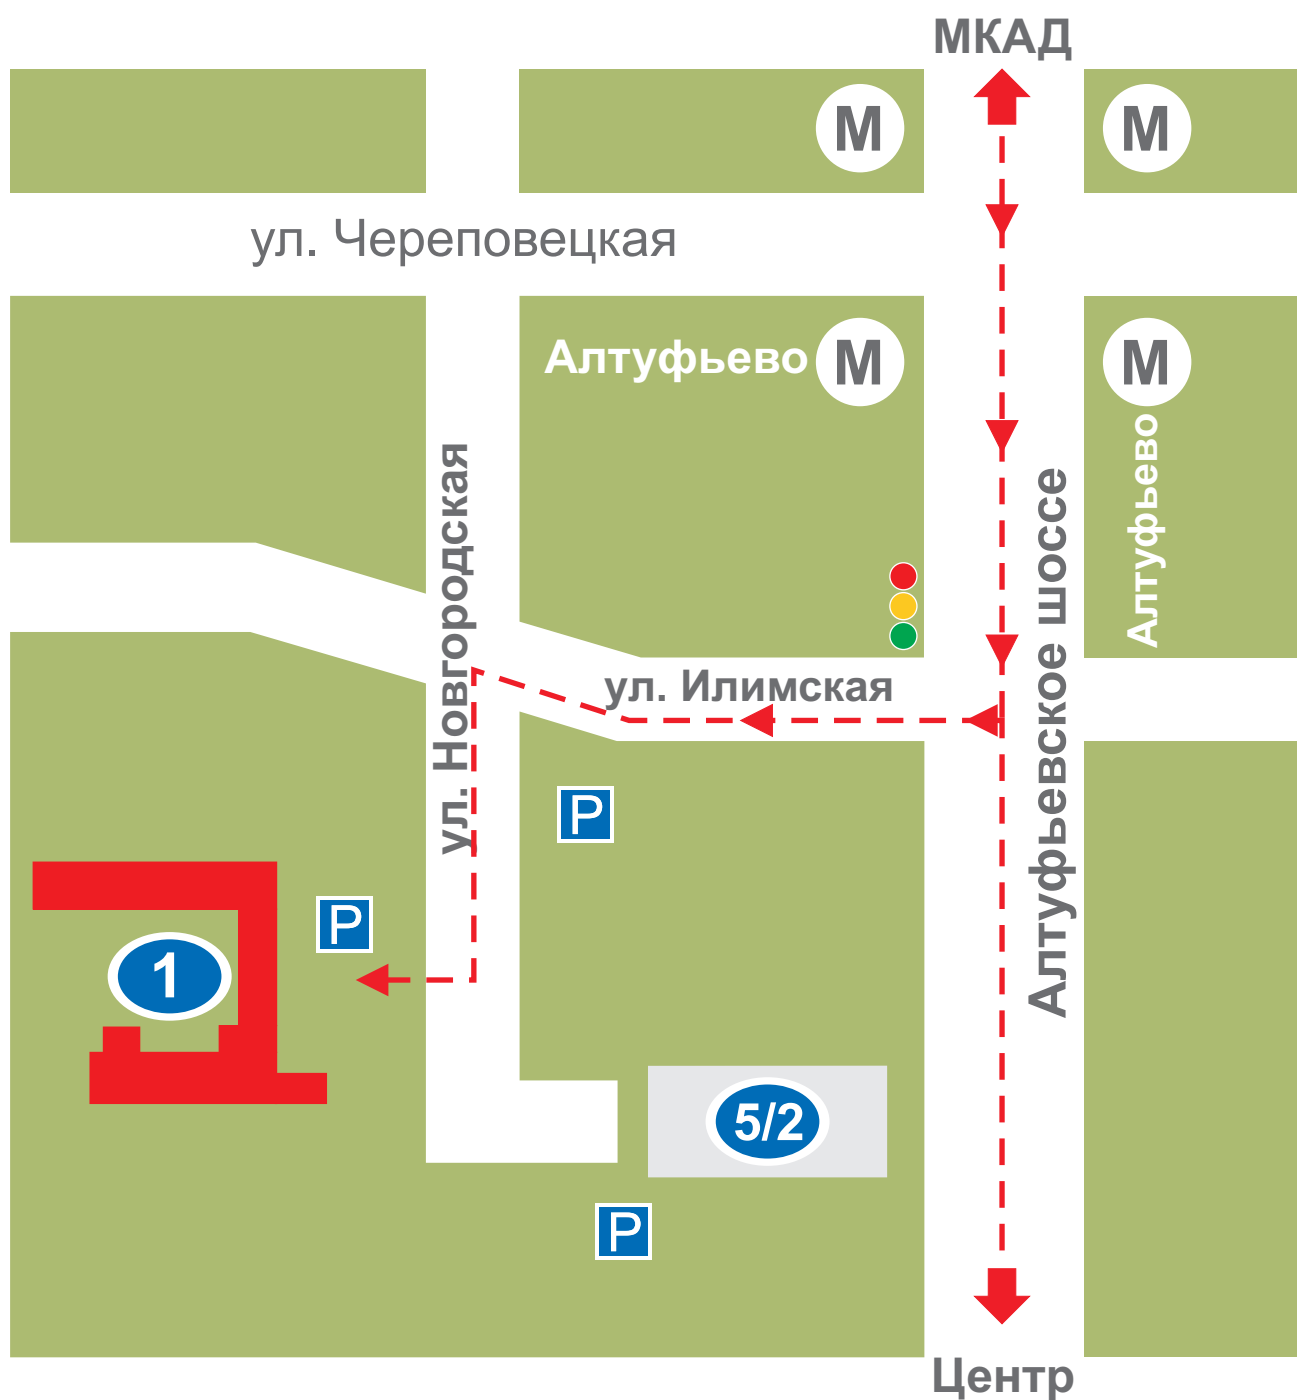 МКАД
М
М
ул. Череповецкая
Алтуфьево
М
М
Алтуфьево
ул. Новгородская
Алтуфьевское шоссе
ул. Илимская
P
P
1
5/2
P
Центр